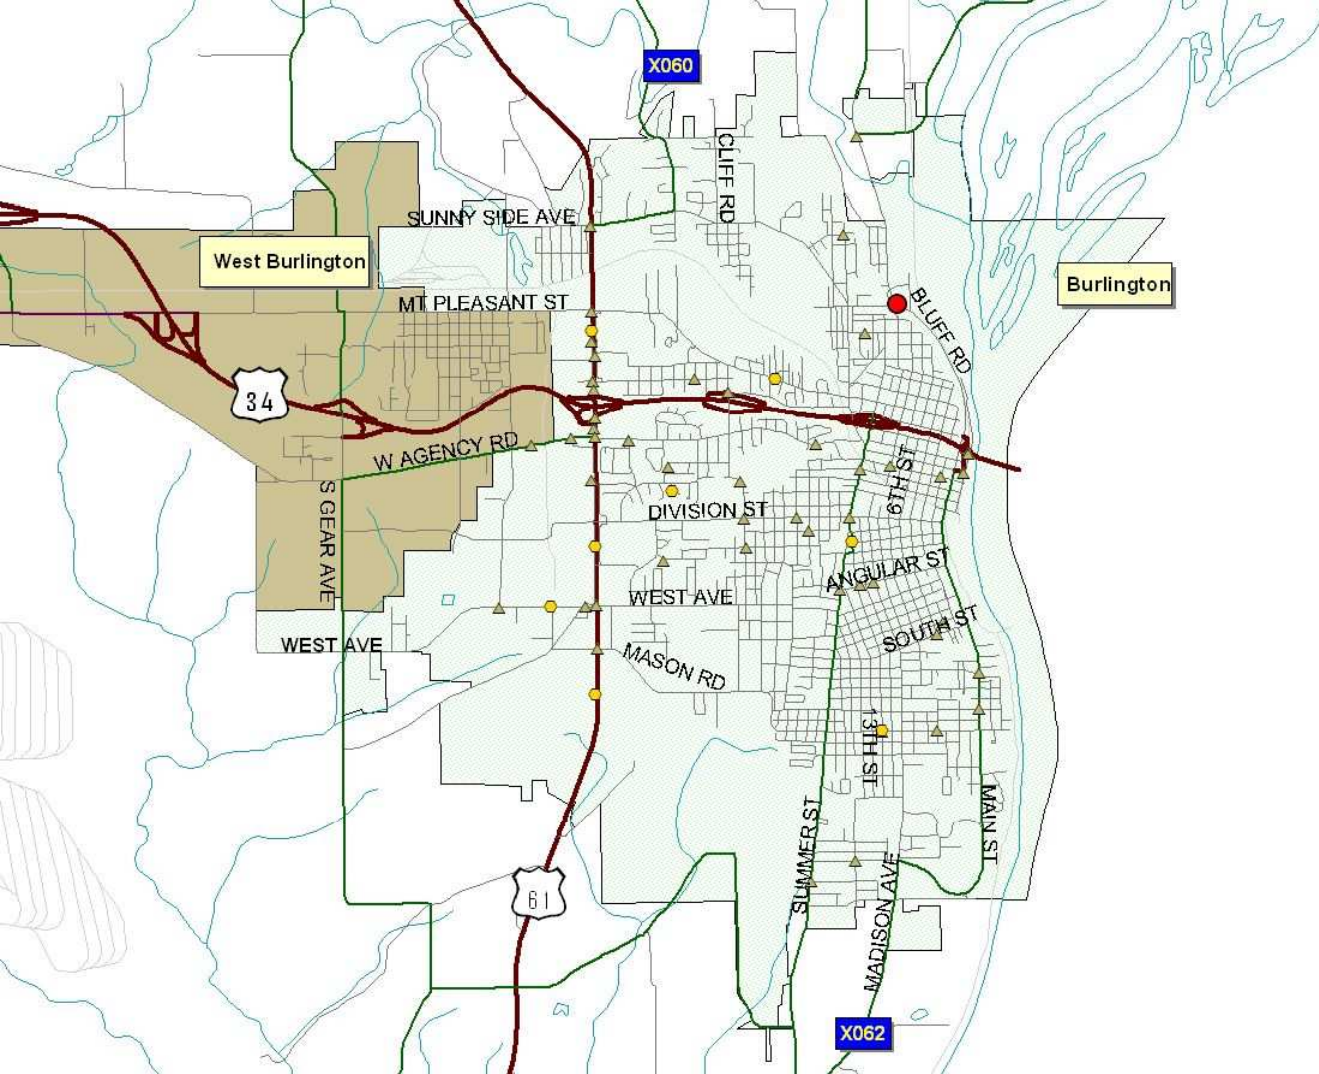 X060
CLIFF RD
SUNNY SIDE AVE
West Burlington
Burlington
MT PLEASANT ST
BLUFF RD
34
W AGENCY RD
6TH ST
S GEAR AVE
DIVISION ST
ANGULAR ST
WEST AVE
SOUTH ST
WEST AVE
MASON RD
13TH ST
MAIN ST
SUMMER ST
MADISON AVE
61
X062